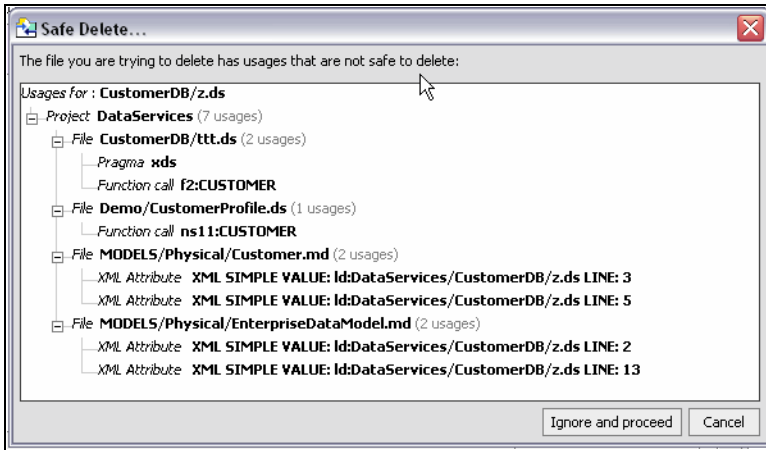 Safe Delete...
The file you are trying to delete has usages that are not safe to delete:
Usages for : CustomerDB/z.ds
Project DataServices (7 usages)
File CustomerDB/ttt.ds (2 usages)
Pragma xds
Function call f2:CUSTOMER
File Demo/CustomerProfile.ds (1 usages)
Function call ns11:CUSTOMER
File MODELS/Physical/Customer.md (2 usages)
XML Attribute XML SIMPLE VALUE: ld:DataServices/CustomerDB/z.ds LINE: 3
XML Attribute XML SIMPLE VALUE: ld:DataServices/CustomerDB/z.ds LINE: 5
File MODELS/Physical/EnterpriseDataModel.md (2 usages)
XML Attribute XML SIMPLE VALUE: ld:DataServices/CustomerDB/z.ds LINE: 2
XML Attribute XML SIMPLE VALUE: ld:DataServices/CustomerDB/z.ds LINE: 13
Ignore and proceed Cancel